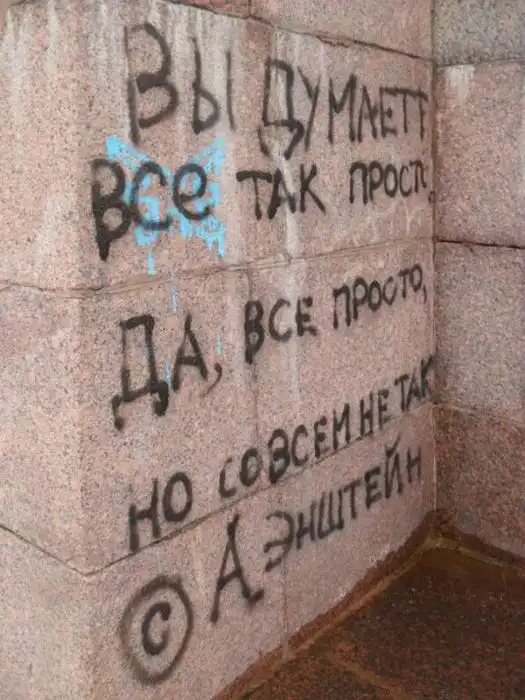 Вы ДУМАЕТЕ
ВСе ТАК ПРОСТО.
ДА, ВСЕ ПРОСТО,
НО СОВСЕМ НЕ ТАК
© А ЭНШТЕЙН